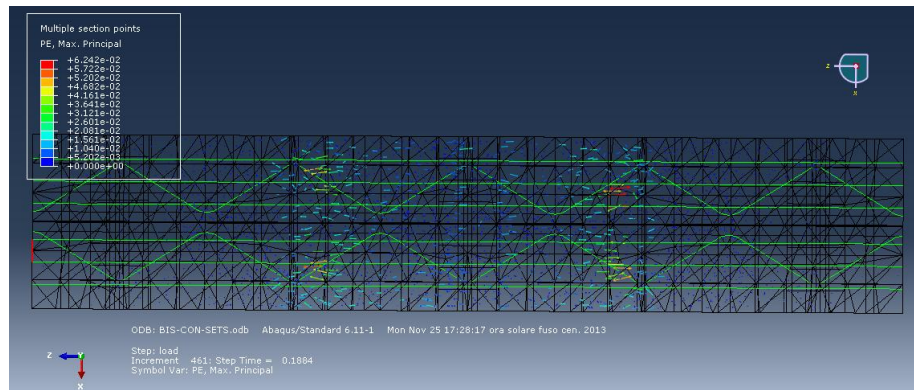 Multiple section points
PE, Max. Principal
+6.242e-02
+5.722e-02
+5.202e-02
+4.682e-02
+4.161e-02
+3.641e-02
+3.121e-02
+2.601e-02
+2.081e-02
+1.561e-02
+1.040e-02
+5.202e-03
+0.000e+00
Z
X
ODB: BIS-CON-SETS.odb Abaqus/Standard 6.11-1 Mon Nov 25 17:28:17 ora solare fuso cen. 2013
Z
Y
X
Step: load
Increment 461: Step Time = 0.1884
Symbol Var: PE, Max. Principal